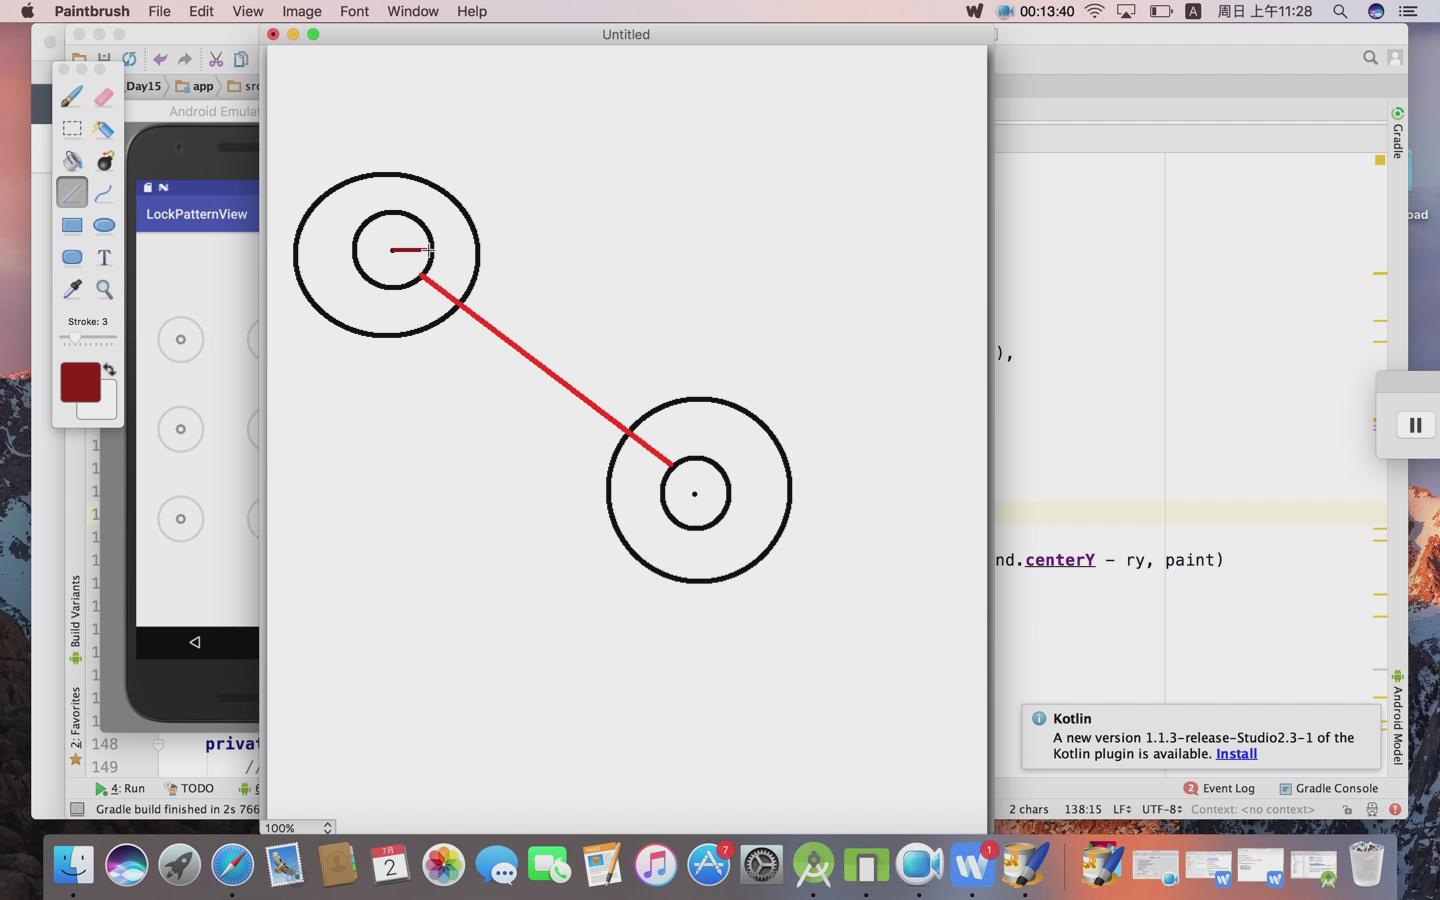 Paintbrush File Edit View Image Font Window Help
00:13:40
A
周日 上午11:28
Untitled
Day15
app
src
Android Emulat
LockPatternView
Stroke: 3
Gradle
oad
),
nd.centerY - ry, paint)
Build Variants
2: Favorites
Android Model
Kotlin
A new version 1.1.3-release-Studio2.3-1 of the
Kotlin plugin is available. Install
148 privat
149 //
4: Run
TODO
2 Event Log
Gradle Console
Gradle build finished in 2s 766
2 chars 138:15 LF UTF-8 Context: <no context>
100%
7月
2
7
1